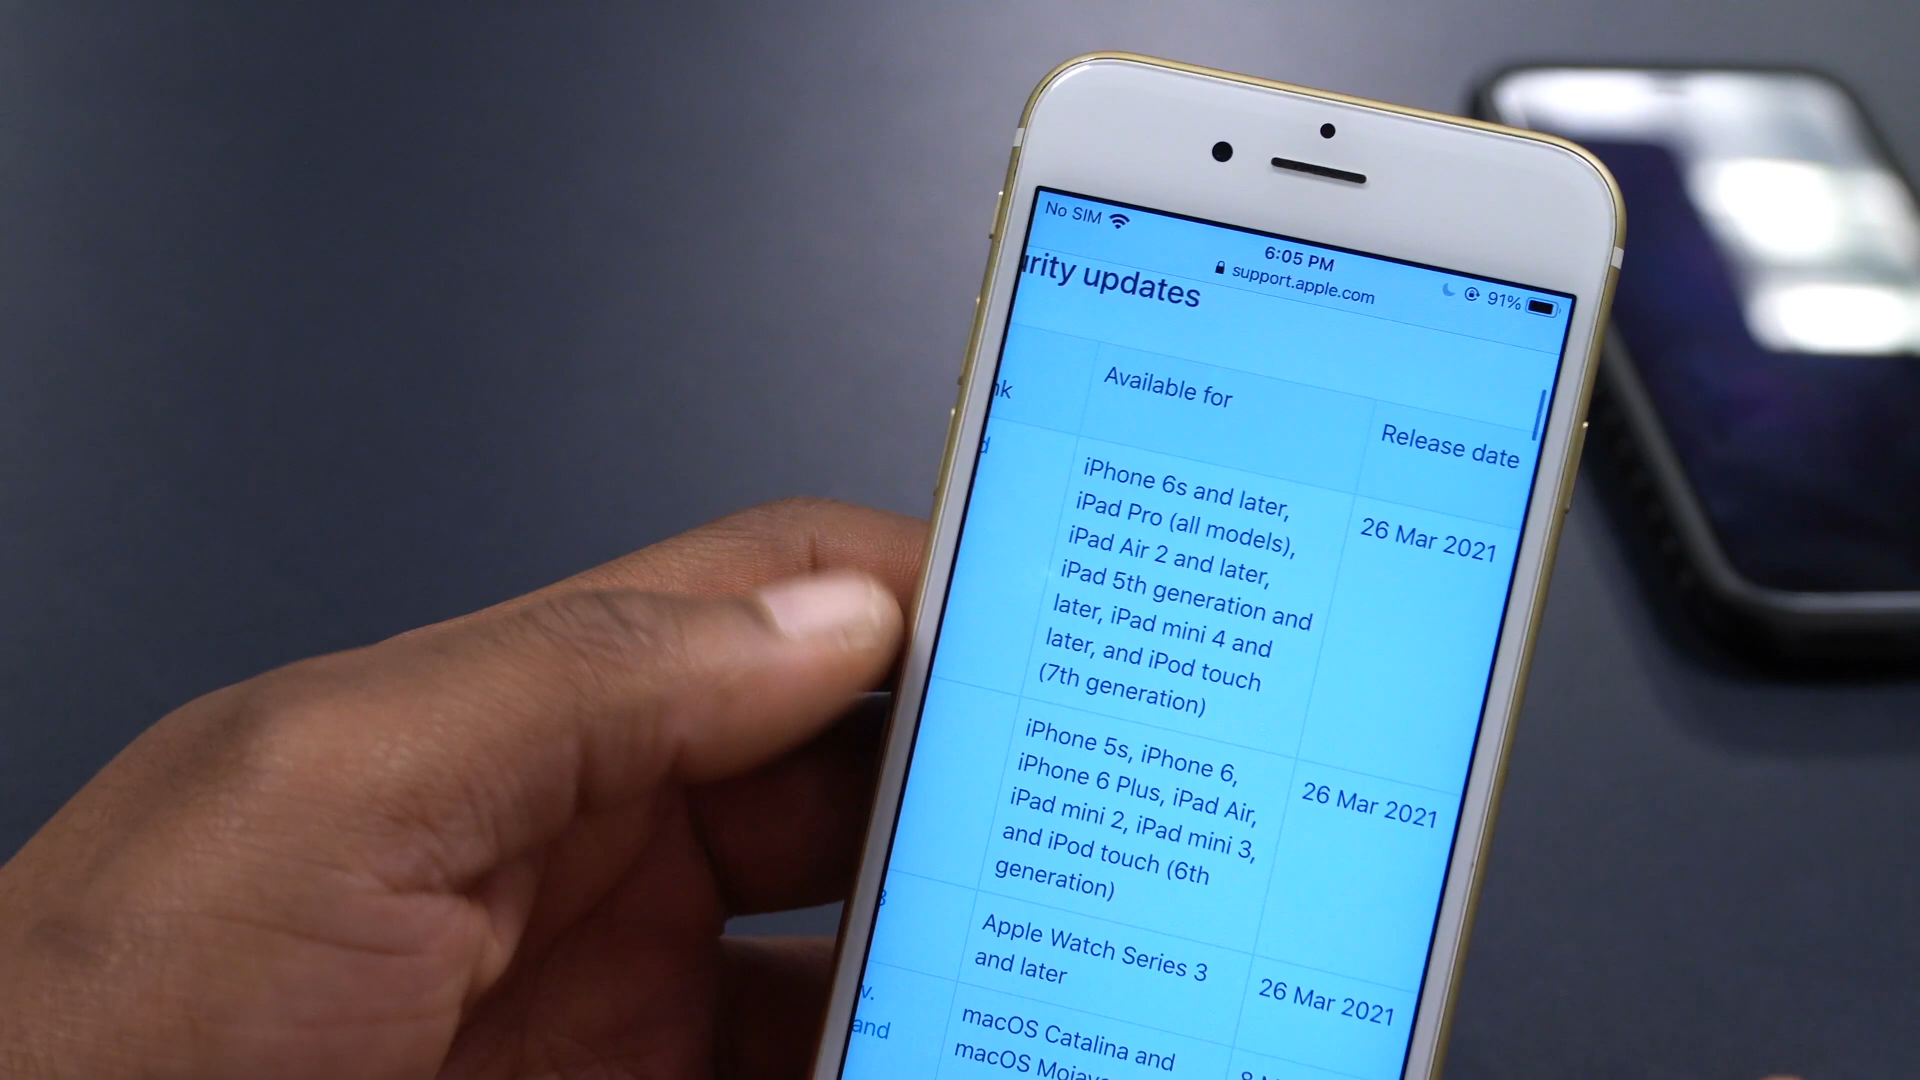 No SIM
6:05 PM
support.apple.com
91%
urity updates
nk
Available for
Release date
d
iPhone 6s and later,
iPad Pro (all models),
iPad Air 2 and later,
iPad 5th generation and
later, iPad mini 4 and
later, and iPod touch
(7th generation)
26 Mar 2021
iPhone 5s, iPhone 6,
iPhone 6 Plus, iPad Air,
iPad mini 2, iPad mini 3,
and iPod touch (6th
generation)
26 Mar 2021
3
Apple Watch Series 3
and later
26 Mar 2021
v.
and
macOS Catalina and
macOS